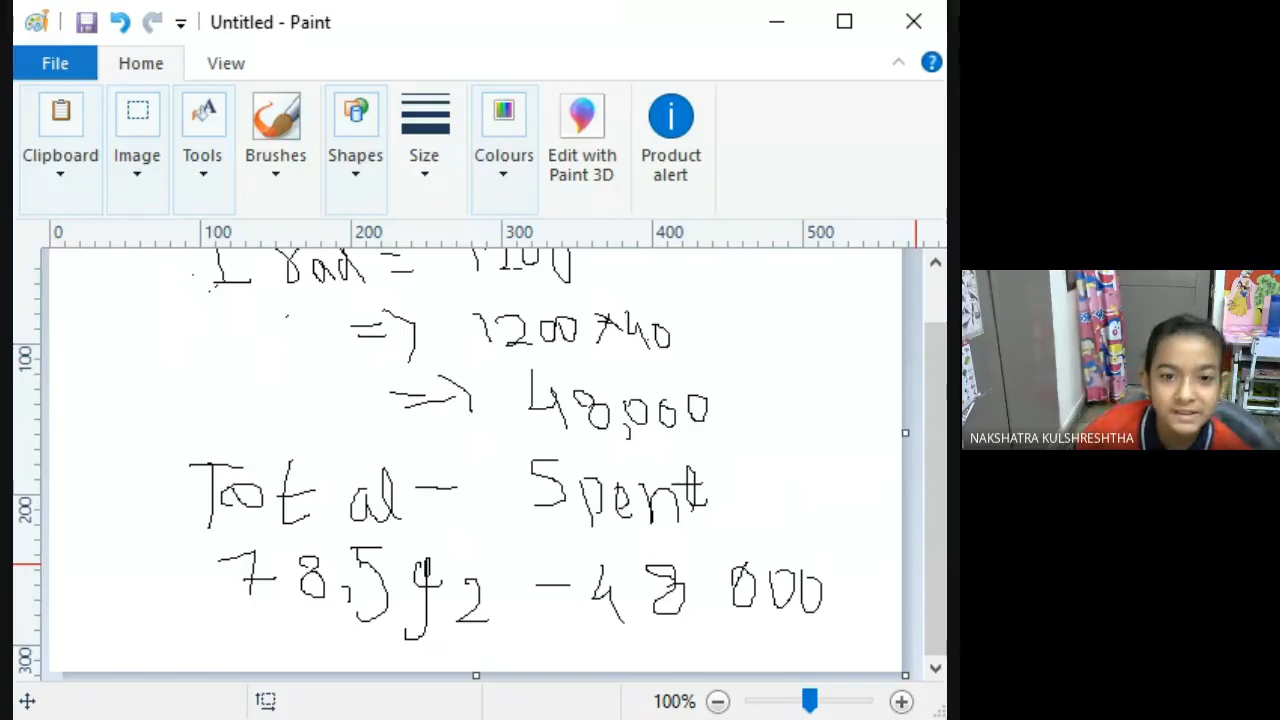 Untitled - Paint
File Home View
Clipboard Image Tools Brushes Shapes Size Colours Edit with Paint 3D Product alert
0 100 200 300 400 500
100
200
300
1 rad =
=> 1200 × 40
=> 48,000
Total - Spent
78,592 - 48 000
100%
NAKSHATRA KULSHRESHTHA